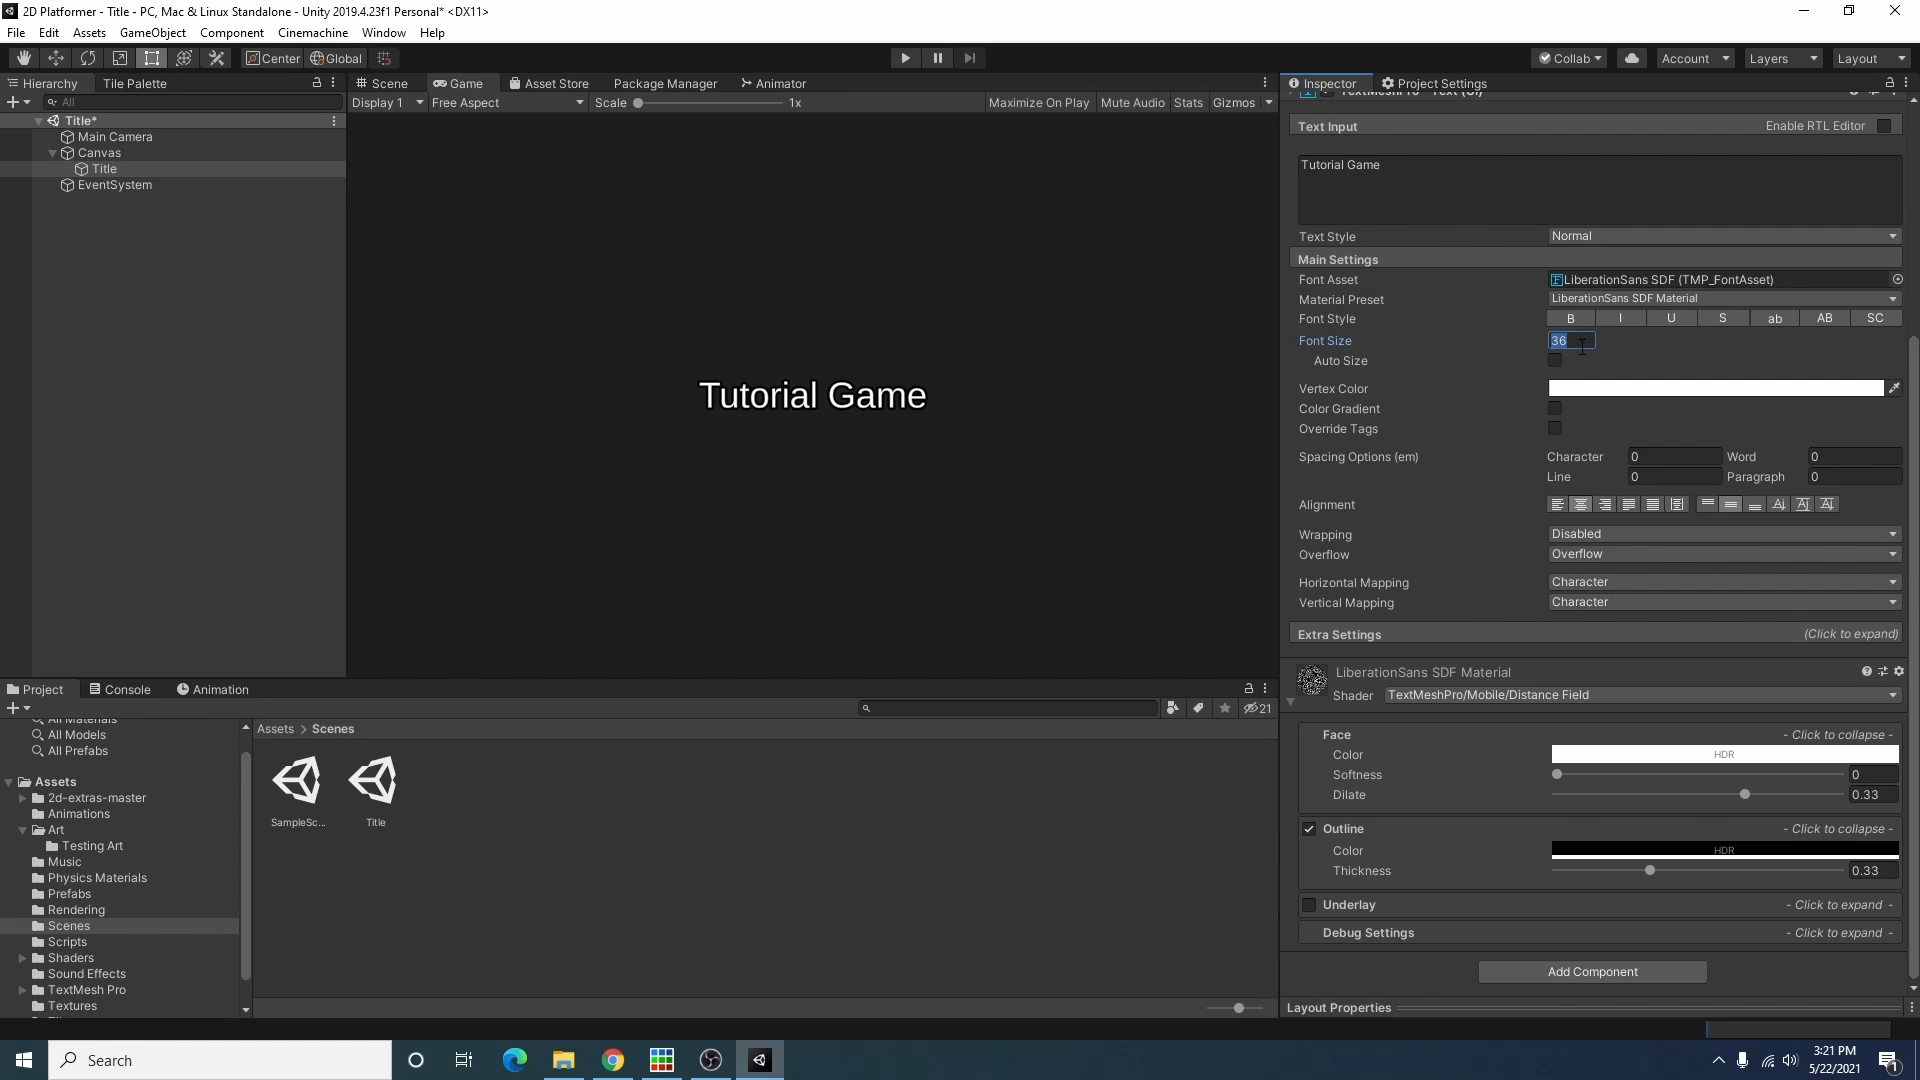 2D Platformer - Title - PC, Mac & Linux Standalone - Unity 2019.4.23f1 Personal* <DX11>
File Edit Assets GameObject Component Cinemachine Window Help
Center Global Collab Account Layers Layout
Hierarchy Tile Palette Scene Game Asset Store Package Manager Animator Inspector Project Settings
All Display 1 Free Aspect Scale 1x Maximize On Play Mute Audio Stats Gizmos
Title*
Main Camera
Canvas
Title
EventSystem
Tutorial Game
Text Input Enable RTL Editor
Tutorial Game
Text Style Normal
Main Settings
Font Asset LiberationSans SDF (TMP_FontAsset)
Material Preset LiberationSans SDF Material
Font Style B I U S ab AB SC
Font Size 36
Auto Size
Vertex Color
Color Gradient
Override Tags
Spacing Options (em) Character 0 Word 0
Line 0 Paragraph 0
Alignment
Wrapping Disabled
Overflow Overflow
Horizontal Mapping Character
Vertical Mapping Character
Extra Settings (Click to expand)
LiberationSans SDF Material
Shader TextMeshPro/Mobile/Distance Field
Face - Click to collapse -
Color HDR
Softness 0
Dilate 0.33
Outline - Click to collapse -
Color HDR
Thickness 0.33
Underlay - Click to expand -
Debug Settings - Click to expand -
Add Component
Layout Properties
Project Console Animation
21
All Materials
All Models
All Prefabs
Assets
2d-extras-master
Animations
Art
Testing Art
Music
Physics Materials
Prefabs
Rendering
Scenes
Scripts
Shaders
Sound Effects
TextMesh Pro
Textures
Assets > Scenes
SampleSc... Title
Search
3:21 PM
5/22/2021
1